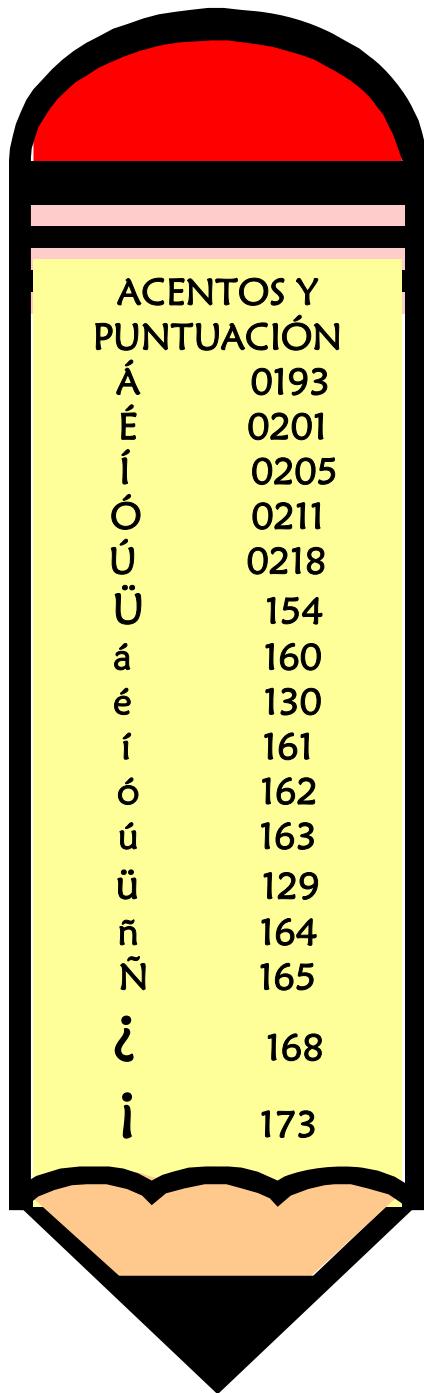 ACENTOS Y
PUNTUACIÓN
Á 0193
É 0201
Í 0205
Ó 0211
Ú 0218
Ü 154
á 160
é 130
í 161
ó 162
ú 163
ü 129
ñ 164
Ñ 165
¿ 168
¡ 173